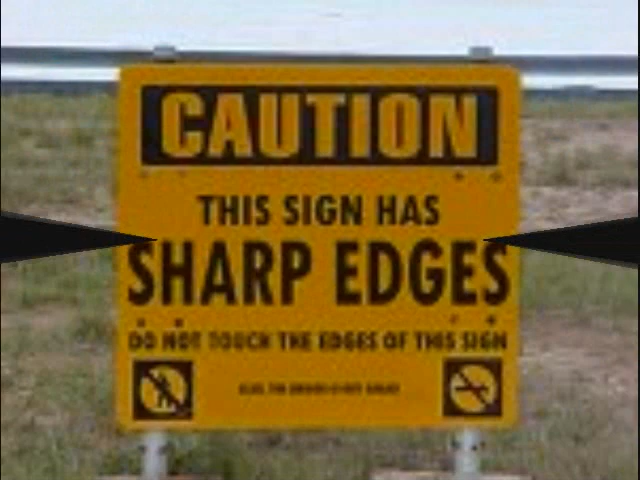 CAUTION
THIS SIGN HAS
SHARP EDGES
DO NOT TOUCH THE EDGES OF THIS SIGN